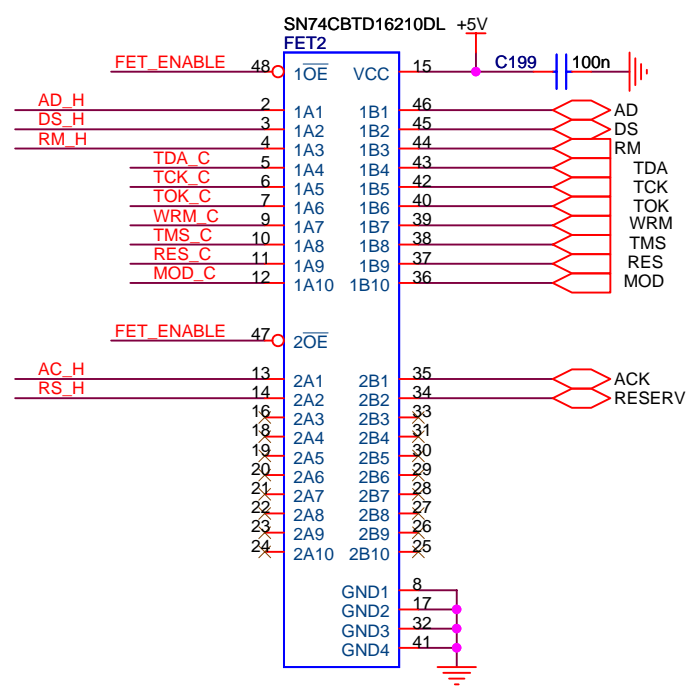 SN74CBTD16210DL +5V
FET2
FET_ENABLE 48 1OE VCC 15 C199 100n
AD_H 2 1A1 1B1 46 AD
DS_H 3 1A2 1B2 45 DS
RM_H 4 1A3 1B3 44 RM
TDA_C 5 1A4 1B4 43 TDA
TCK_C 6 1A5 1B5 42 TCK
TOK_C 7 1A6 1B6 40 TOK
WRM_C 9 1A7 1B7 39 WRM
TMS_C 10 1A8 1B8 38 TMS
RES_C 11 1A9 1B9 37 RES
MOD_C 12 1A10 1B10 36 MOD
FET_ENABLE 47 2OE
AC_H 13 2A1 2B1 35 ACK
RS_H 14 2A2 2B2 34 RESERV
16 2A3 2B3 33
18 2A4 2B4 31
19 2A5 2B5 30
20 2A6 2B6 29
21 2A7 2B7 28
22 2A8 2B8 27
23 2A9 2B9 26
24 2A10 2B10 25
GND1 8
GND2 17
GND3 32
GND4 41